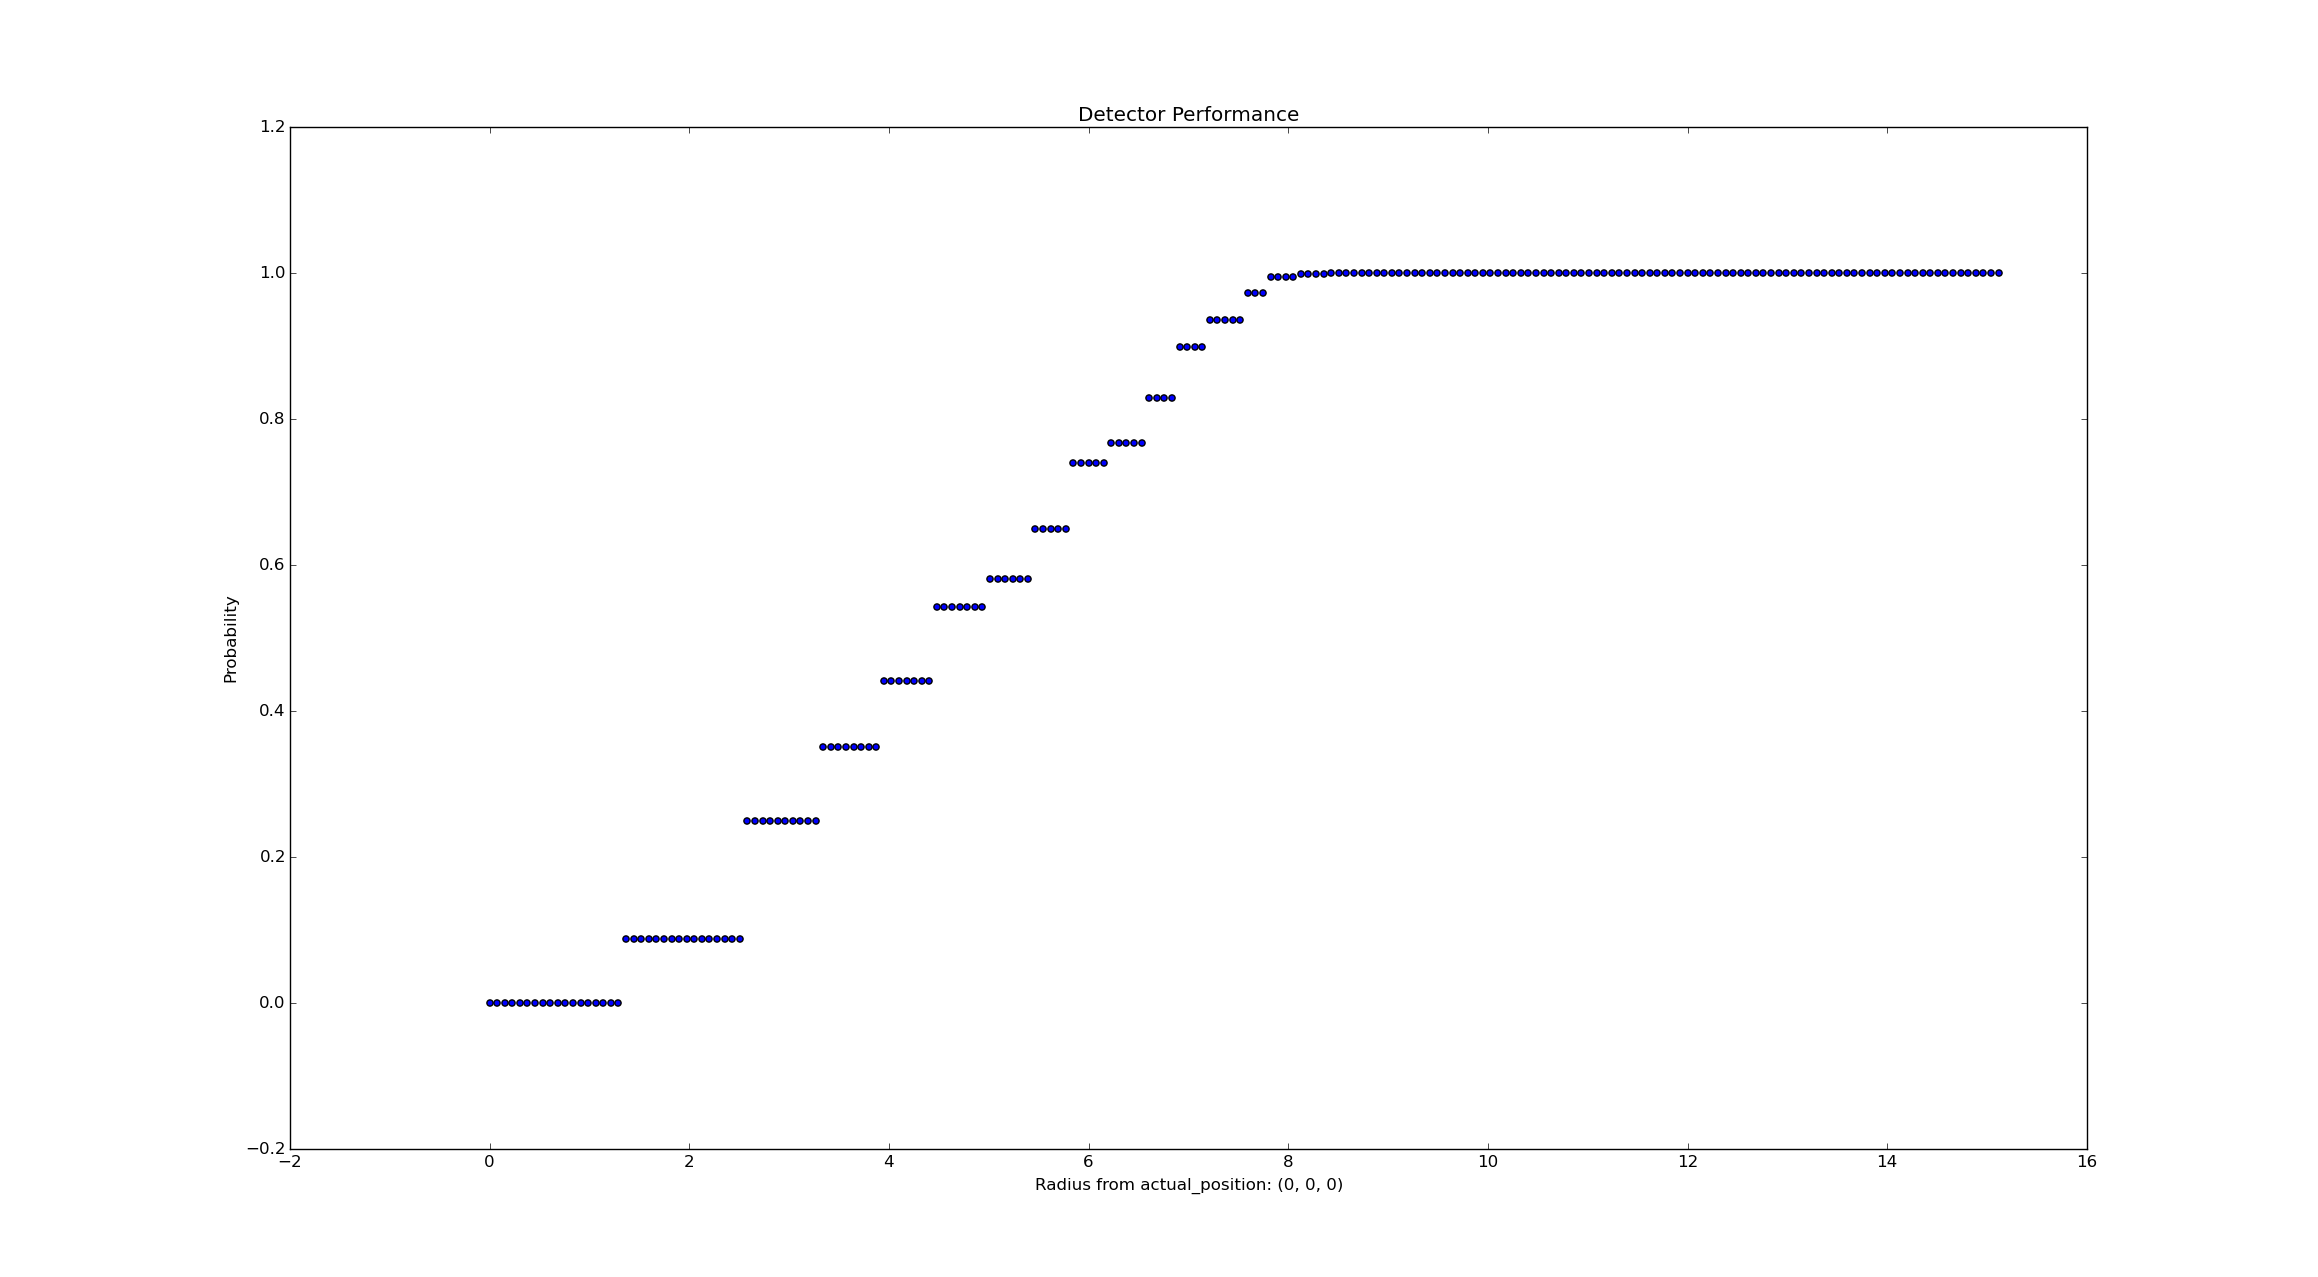 Detector Performance
1.2
1.0
0.8
0.6
0.4
0.2
0.0
−0.2
Probability
−2 0 2 4 6 8 10 12 14 16
Radius from actual_position: (0, 0, 0)